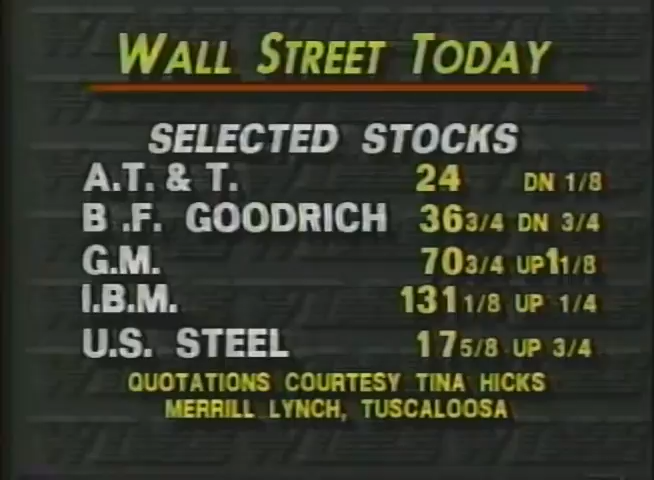 WALL STREET TODAY
SELECTED STOCKS
A.T. & T. 24 DN 1/8
B .F. GOODRICH 36 3/4 DN 3/4
G.M. 70 3/4 UP 1 1/8
I.B.M. 131 1/8 UP 1/4
U.S. STEEL 17 5/8 UP 3/4
QUOTATIONS COURTESY TINA HICKS
MERRILL LYNCH, TUSCALOOSA